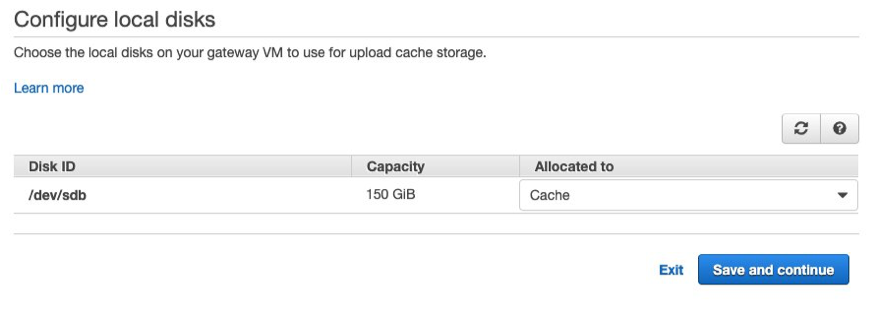 Configure local disks
Choose the local disks on your gateway VM to use for upload cache storage.
Learn more
Disk ID Capacity Allocated to
/dev/sdb 150 GiB Cache
Exit Save and continue